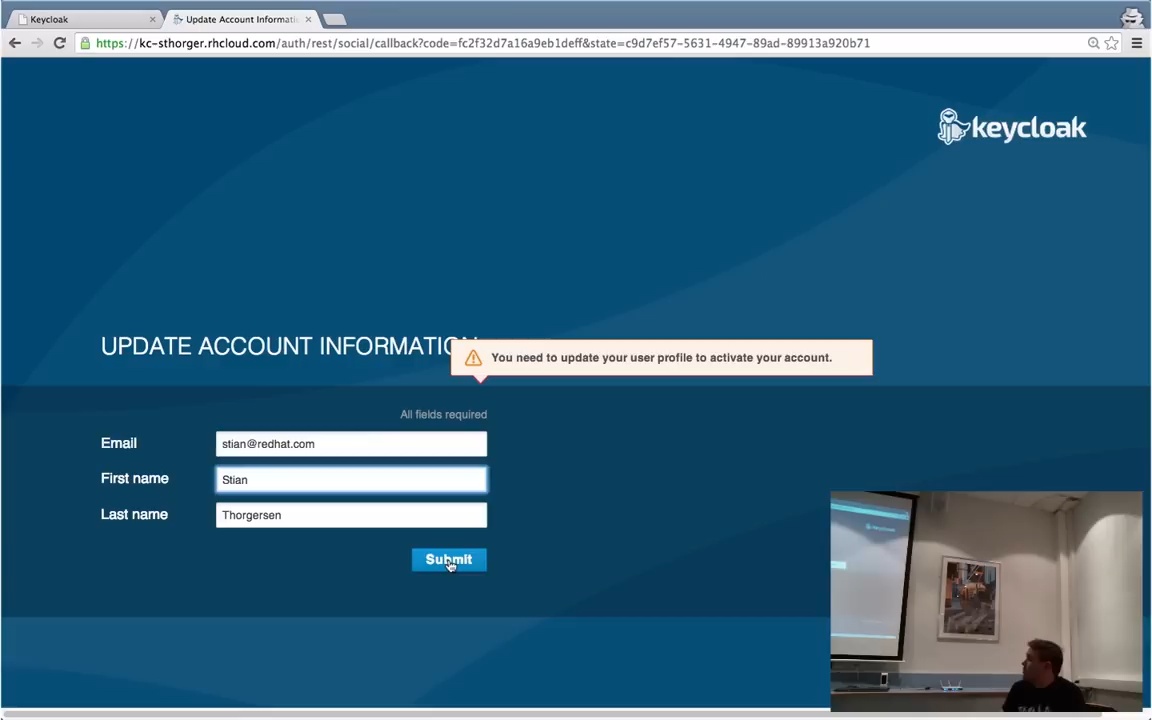 Keycloak
Update Account Informati
https://kc-sthorger.rhcloud.com/auth/rest/social/callback?code=fc2f32d7a16a9eb1deff&state=c9d7ef57-5631-4947-89ad-89913a920b71
keycloak
UPDATE ACCOUNT INFORMATION
You need to update your user profile to activate your account.
All fields required
Email
stian@redhat.com
First name
Stian
Last name
Thorgersen
Submit
keycloak